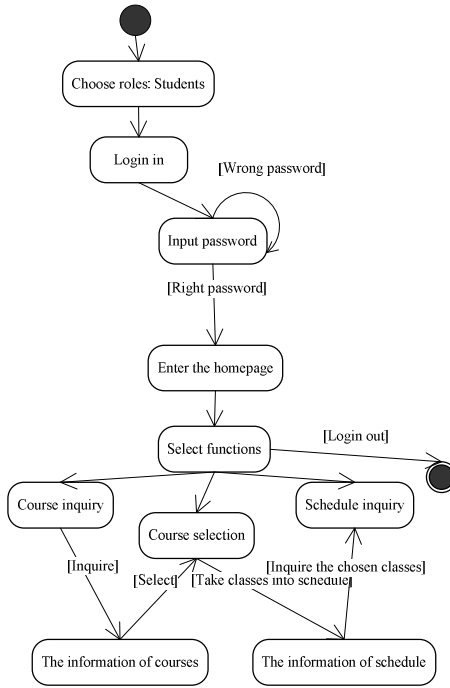 Choose roles: Students
Login in
[Wrong password]
Input password
[Right password]
Enter the homepage
Select functions
[Login out]
Course inquiry
Schedule inquiry
Course selection
[Inquire]
[Inquire the chosen classes]
[Select]
[Take classes into schedule]
The information of courses
The information of schedule